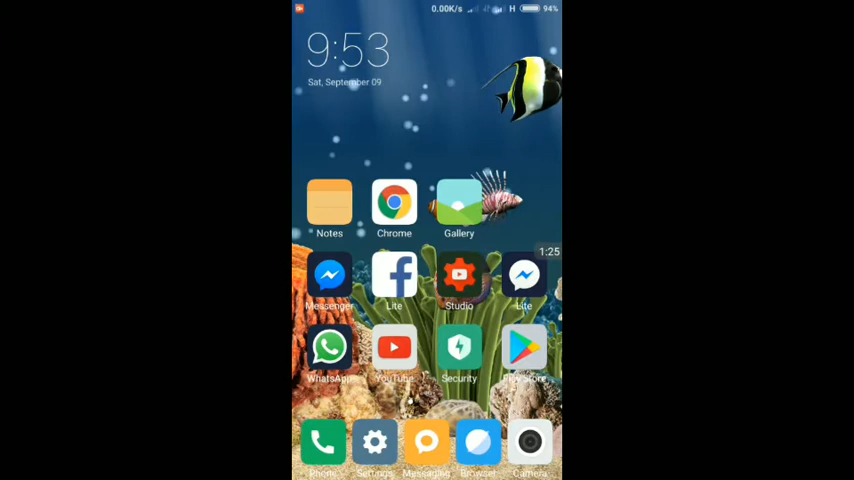 0.00K/s H 94%
9:53
Sat, September 09
Notes Chrome Gallery
1:25
Messenger Lite Studio Lite
WhatsApp YouTube Security Play Store
Phone Settings Messaging Browser Camera